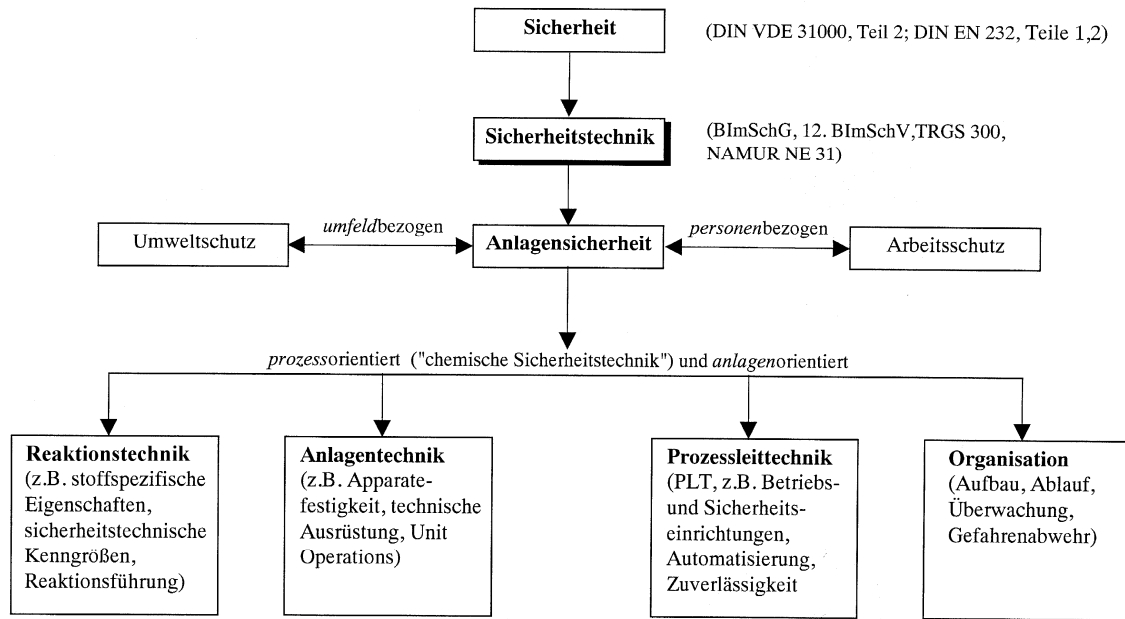 Sicherheit
(DIN VDE 31000, Teil 2; DIN EN 232, Teile 1,2)
Sicherheitstechnik
(BImSchG, 12. BImSchV,TRGS 300,
NAMUR NE 31)
Umweltschutz
umfeldbezogen
Anlagensicherheit
personenbezogen
Arbeitsschutz
prozessorientiert ("chemische Sicherheitstechnik") und anlagenorientiert
Reaktionstechnik
(z.B. stoffspezifische
Eigenschaften,
sicherheitstechnische
Kenngrößen,
Reaktionsführung)
Anlagentechnik
(z.B. Apparate-
festigkeit, technische
Ausrüstung, Unit
Operations)
Prozessleittechnik
(PLT, z.B. Betriebs-
und Sicherheits-
einrichtungen,
Automatisierung,
Zuverlässigkeit
Organisation
(Aufbau, Ablauf,
Überwachung,
Gefahrenabwehr)